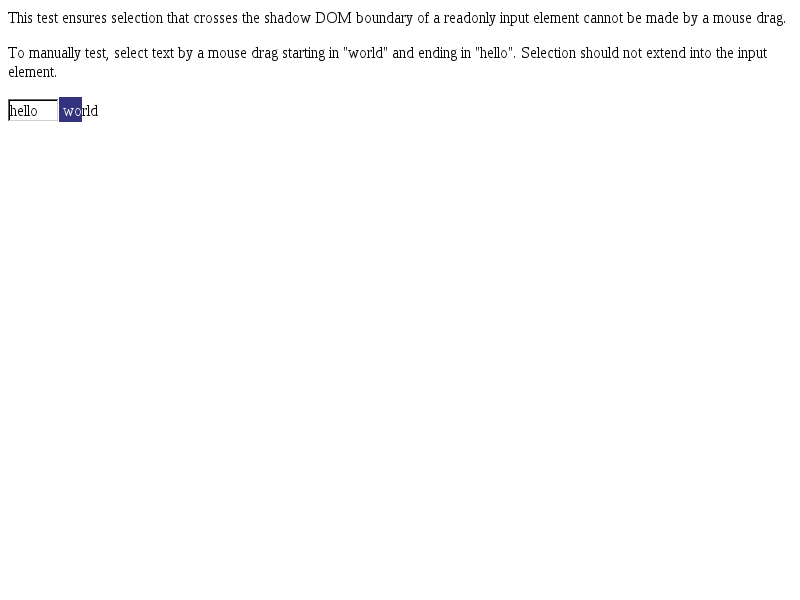 This test ensures selection that crosses the shadow DOM boundary of a readonly input element cannot be made by a mouse drag.
To manually test, select text by a mouse drag starting in "world" and ending in "hello". Selection should not extend into the input
element.
hello world